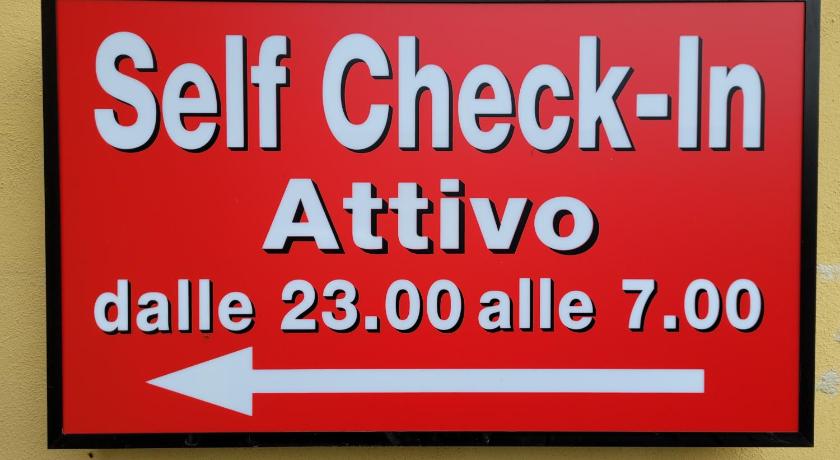 Self Check-In
Attivo
dalle 23.00 alle 7.00